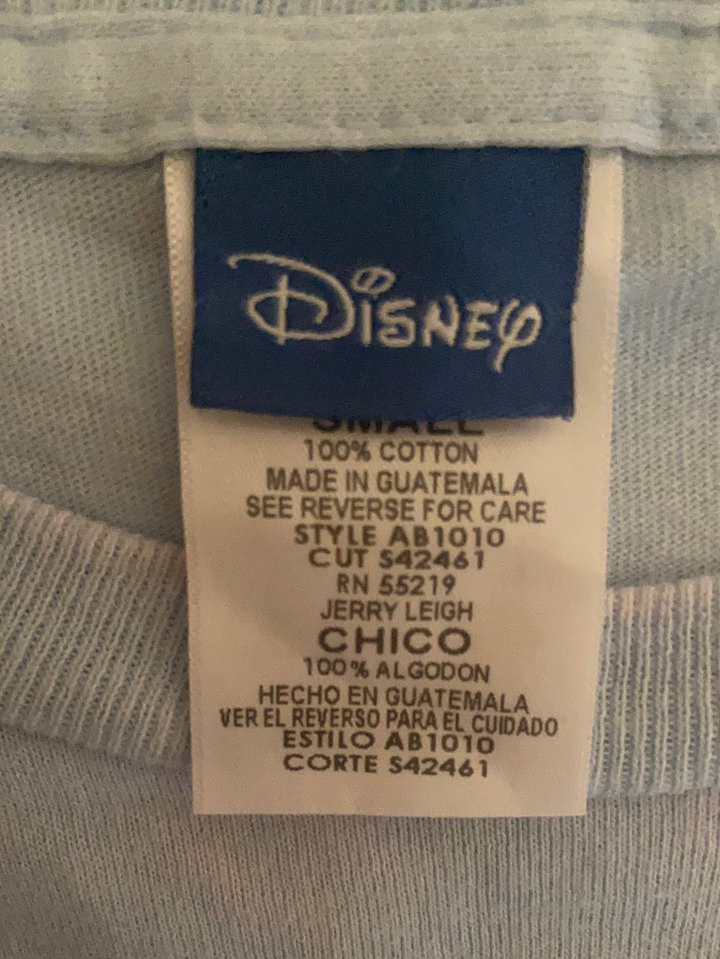 Disney
SMALL
100% COTTON
MADE IN GUATEMALA
SEE REVERSE FOR CARE
STYLE AB1010
CUT S42461
RN 55219
JERRY LEIGH
CHICO
100% ALGODON
HECHO EN GUATEMALA
VER EL REVERSO PARA EL CUIDADO
ESTILO AB1010
CORTE S42461